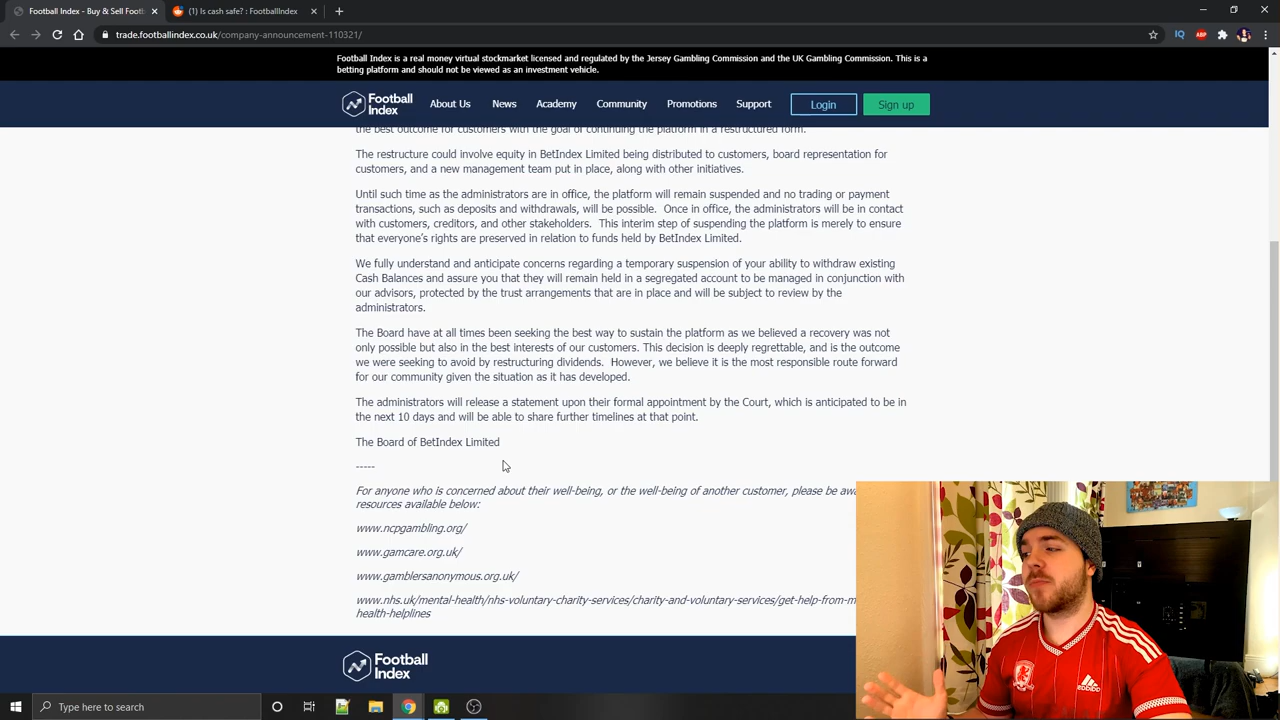 Football Index - Buy & Sell Footb
(1) Is cash safe? : FootballIndex
trade.footballindex.co.uk/company-announcement-110321/
Football Index is a real money virtual stockmarket licensed and regulated by the Jersey Gambling Commission and the UK Gambling Commission. This is a
betting platform and should not be viewed as an investment vehicle.
Football
Index
About Us
News
Academy
Community
Promotions
Support
Login
Sign up
the best outcome for customers with the goal of continuing the platform in a restructured form.
The restructure could involve equity in BetIndex Limited being distributed to customers, board representation for
customers, and a new management team put in place, along with other initiatives.
Until such time as the administrators are in office, the platform will remain suspended and no trading or payment
transactions, such as deposits and withdrawals, will be possible.  Once in office, the administrators will be in contact
with customers, creditors, and other stakeholders.  This interim step of suspending the platform is merely to ensure
that everyone's rights are preserved in relation to funds held by BetIndex Limited.
We fully understand and anticipate concerns regarding a temporary suspension of your ability to withdraw existing
Cash Balances and assure you that they will remain held in a segregated account to be managed in conjunction with
our advisors, protected by the trust arrangements that are in place and will be subject to review by the
administrators.
The Board have at all times been seeking the best way to sustain the platform as we believed a recovery was not
only possible but also in the best interests of our customers. This decision is deeply regrettable, and is the outcome
we were seeking to avoid by restructuring dividends.  However, we believe it is the most responsible route forward
for our community given the situation as it has developed.
The administrators will release a statement upon their formal appointment by the Court, which is anticipated to be in
the next 10 days and will be able to share further timelines at that point.
The Board of BetIndex Limited
-----
For anyone who is concerned about their well-being, or the well-being of another customer, please be awa
resources available below:
www.ncpgambling.org/
www.gamcare.org.uk/
www.gamblersanonymous.org.uk/
www.nhs.uk/mental-health/nhs-voluntary-charity-services/charity-and-voluntary-services/get-help-from-m
health-helplines
Football
Index
Type here to search
IQ
ABP
adidas